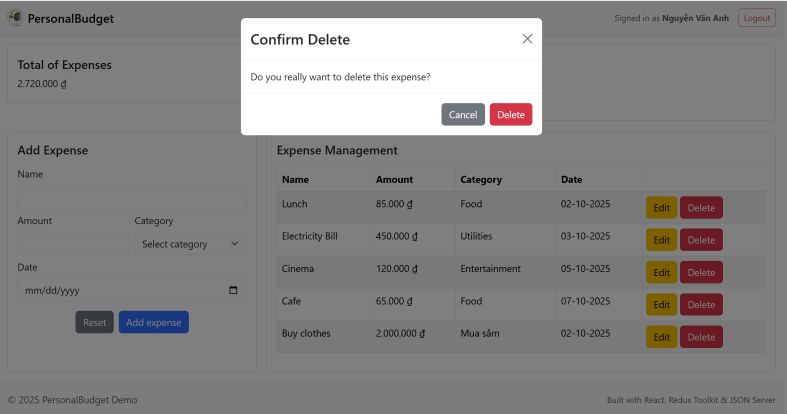 PersonalBudget
Signed in as Nguyễn Văn Anh Logout
Confirm Delete
Do you really want to delete this expense?
Cancel Delete
Total of Expenses
2.720.000 ₫
Add Expense
Name
Amount Category
Select category
Date
mm/dd/yyyy
Reset Add expense
Expense Management
Name Amount Category Date
Lunch 85.000 ₫ Food 02-10-2025 Edit Delete
Electricity Bill 450.000 ₫ Utilities 03-10-2025 Edit Delete
Cinema 120.000 ₫ Entertainment 05-10-2025 Edit Delete
Cafe 65.000 ₫ Food 07-10-2025 Edit Delete
Buy clothes 2.000.000 ₫ Mua sắm 02-10-2025 Edit Delete
© 2025 PersonalBudget Demo
Built with React, Redux Toolkit & JSON Server